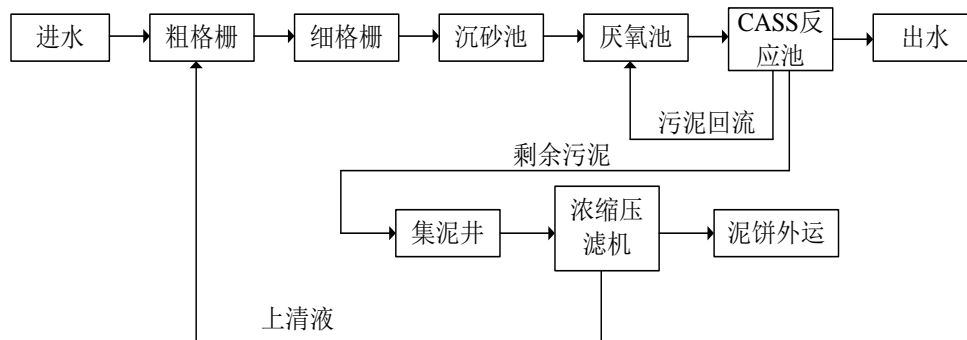 进水
粗格栅
细格栅
沉砂池
厌氧池
CASS反
应池
出水
污泥回流
剩余污泥
集泥井
浓缩压
滤机
泥饼外运
上清液